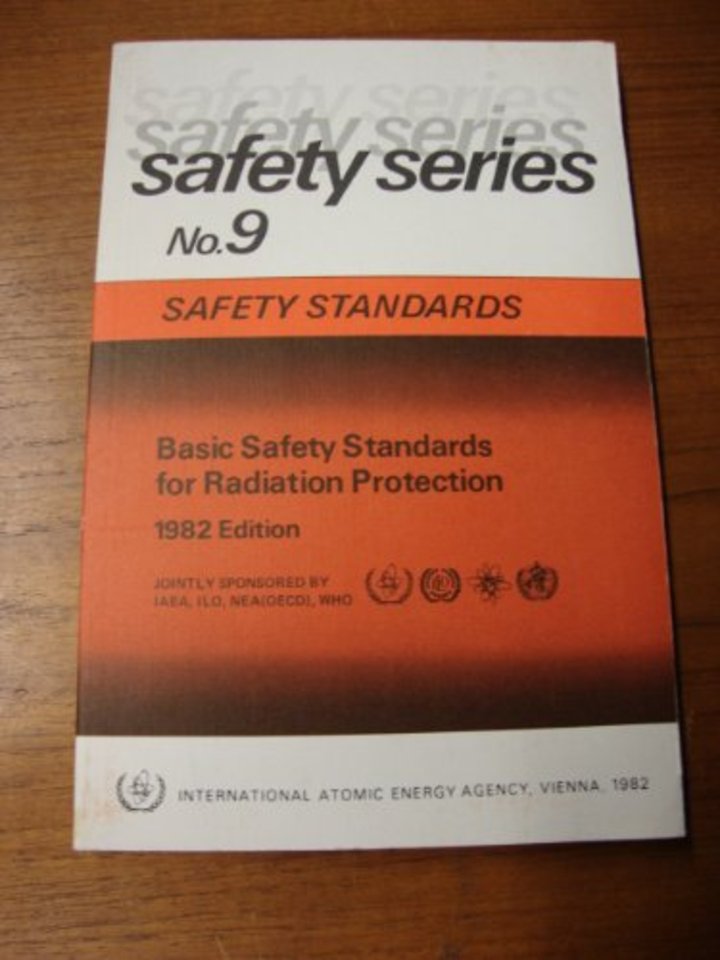 safety series
safety series
safety series
No.9
SAFETY STANDARDS
Basic Safety Standards
for Radiation Protection
1982 Edition
JOINTLY SPONSORED BY
IAEA, ILO, NEA(OECD), WHO
INTERNATIONAL ATOMIC ENERGY AGENCY, VIENNA, 1982